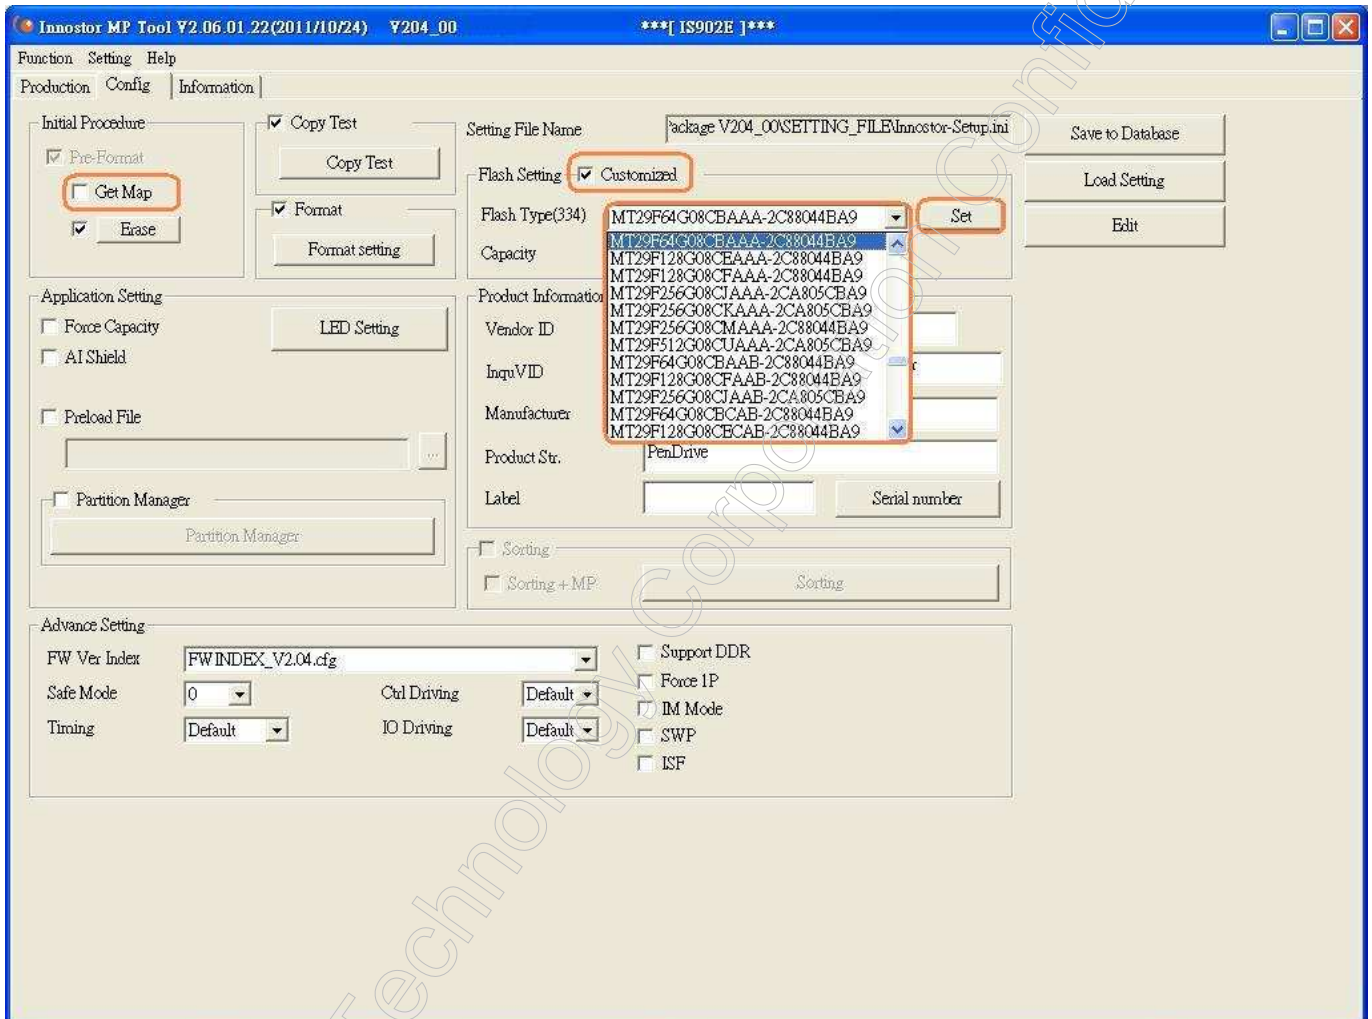 Innostor MP Tool V2.06.01.22(2011/10/24) V204_00 ***[ IS902E ]***
Function Setting Help
Production Config Information
Initial Procedure
Pre-Format
Get Map
Erase
Copy Test
Copy Test
Format
Format setting
Setting File Name ackage V204_00\SETTING_FILE\Innostor-Setup.ini
Flash Setting Customized
Flash Type(334) MT29F64G08CBAAA-2C88044BA9 Set
Capacity
MT29F64G08CBAAA-2C88044BA9
MT29F128G08CEAAA-2C88044BA9
MT29F128G08CFAAA-2C88044BA9
MT29F256G08CJAAA-2CA805CBA9
MT29F256G08CKAAA-2CA805CBA9
MT29F256G08CMAAA-2C88044BA9
MT29F512G08CUAAA-2CA805CBA9
MT29F64G08CBAAB-2C88044BA9
MT29F128G08CFAAB-2C88044BA9
MT29F256G08CJAAB-2CA805CBA9
MT29F64G08CBCAB-2C88044BA9
MT29F128G08CECAB-2C88044BA9
Save to Database
Load Setting
Edit
Application Setting
Force Capacity LED Setting
AI Shield
Preload File
...
Partition Manager
Partition Manager
Product Information
Vendor ID
InquVID r
Manufacturer
Product Str. PenDrive
Label Serial number
Sorting
Sorting + MP Sorting
Advance Setting
FW Ver Index FWINDEX_V2.04.cfg
Safe Mode 0 Ctrl Driving Default
Timing Default IO Driving Default
Support DDR
Force 1P
IM Mode
SWP
ISF
Technology Corporation Confid